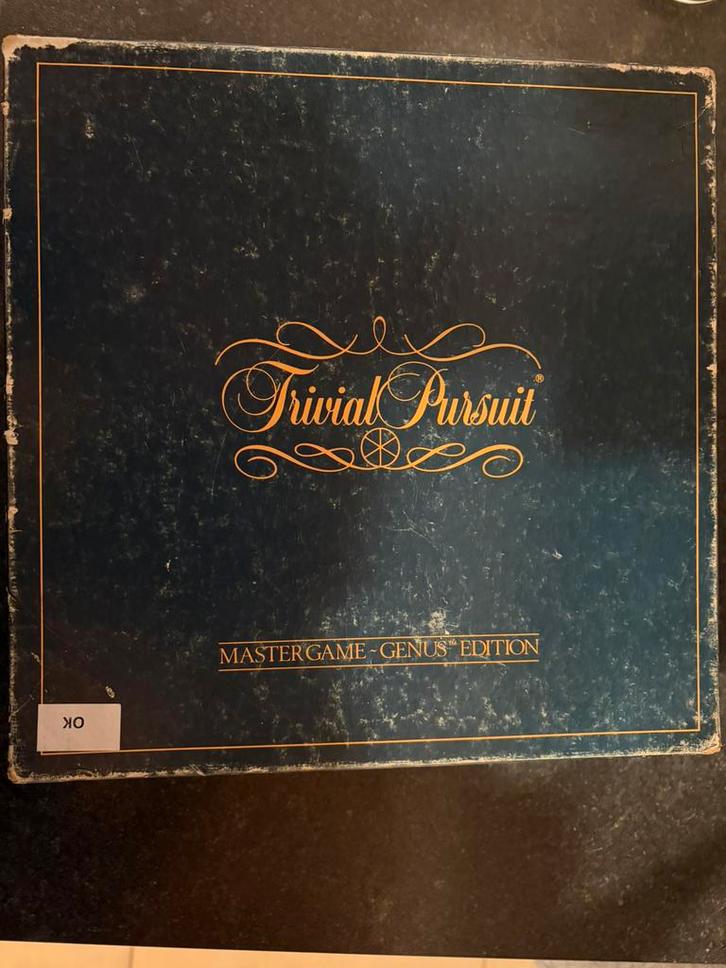 Trivial Pursuit®
MASTER GAME ~ GENUS™ EDITION
OK